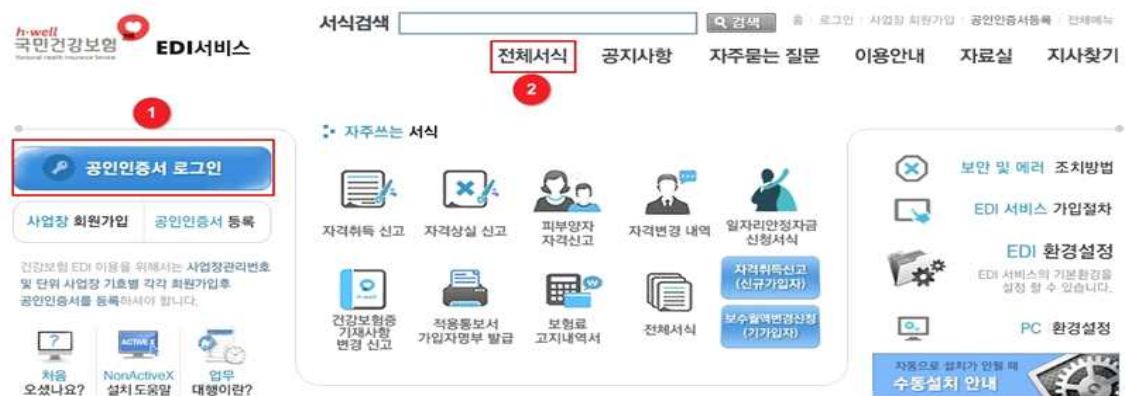 h·well
국민건강보험
National Health Insurance Service
EDI서비스
서식검색
검색
홈 로그인 사업장 회원가입 공인인증서등록 전체메뉴
전체서식 공지사항 자주묻는 질문 이용안내 자료실 지사찾기
2
1
공인인증서 로그인
사업장 회원가입 공인인증서 등록
건강보험 EDI 이용을 위해서는 사업장관리번호
및 단위 사업장 기호별 각각 회원가입후
공인인증서를 등록하셔야 합니다.
처음
오셨나요?
ACTIVE
NonActiveX
설치 도움말
업무
대행이란?
자주쓰는 서식
자격취득 신고
자격상실 신고
피부양자
자격신고
자격변경 내역
일자리안정자금
신청서식
건강보험증
기재사항
변경 신고
적용통보서
가입자명부 발급
보험료
고지내역서
전체서식
자격취득신고
(신규가입자)
보수월액변경신청
(기가입자)
보안 및 에러 조치방법
EDI 서비스 가입절차
EDI 환경설정
EDI 서비스의 기본환경을
설정 할 수 있습니다.
PC 환경설정
자동으로 설치가 안될 때
수동설치 안내